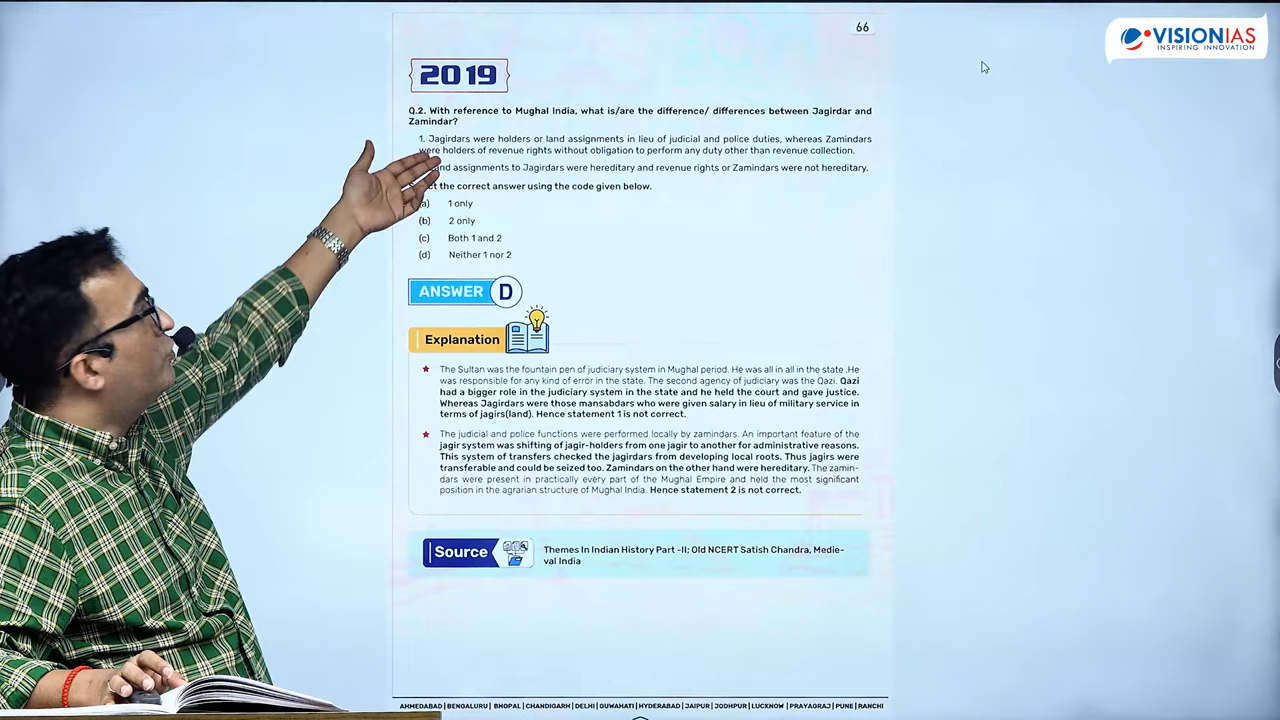 66
VISIONIAS
INSPIRING INNOVATION
2019
Q.2. With reference to Mughal India, what is/are the difference/ differences between Jagirdar and
Zamindar?
1. Jagirdars were holders or land assignments in lieu of judicial and police duties, whereas Zamindars
were holders of revenue rights without obligation to perform any duty other than revenue collection.
assignments to Jagirdars were hereditary and revenue rights or Zamindars were not hereditary.
the correct answer using the code given below.
(a) 1 only
(b) 2 only
(c) Both 1 and 2
(d) Neither 1 nor 2
ANSWER D
Explanation
★ The Sultan was the fountain pen of judiciary system in Mughal period. He was all in all in the state .He
was responsible for any kind of error in the state. The second agency of judiciary was the Qazi. Qazi
had a bigger role in the judiciary system in the state and he held the court and gave justice.
Whereas Jagirdars were those mansabdars who were given salary in lieu of military service in
terms of jagirs(land). Hence statement 1 is not correct.
★ The judicial and police functions were performed locally by zamindars. An important feature of the
jagir system was shifting of jagir-holders from one jagir to another for administrative reasons.
This system of transfers checked the jagirdars from developing local roots. Thus jagirs were
transferable and could be seized too. Zamindars on the other hand were hereditary. The zamin-
dars were present in practically every part of the Mughal Empire and held the most significant
position in the agrarian structure of Mughal India. Hence statement 2 is not correct.
Source
Themes In Indian History Part -II; Old NCERT Satish Chandra, Medie-
val India
AHMEDABAD | BENGALURU | BHOPAL | CHANDIGARH | DELHI | GUWAHATI | HYDERABAD | JAIPUR | JODHPUR | LUCKNOW | PRAYAGRAJ | PUNE | RANCHI